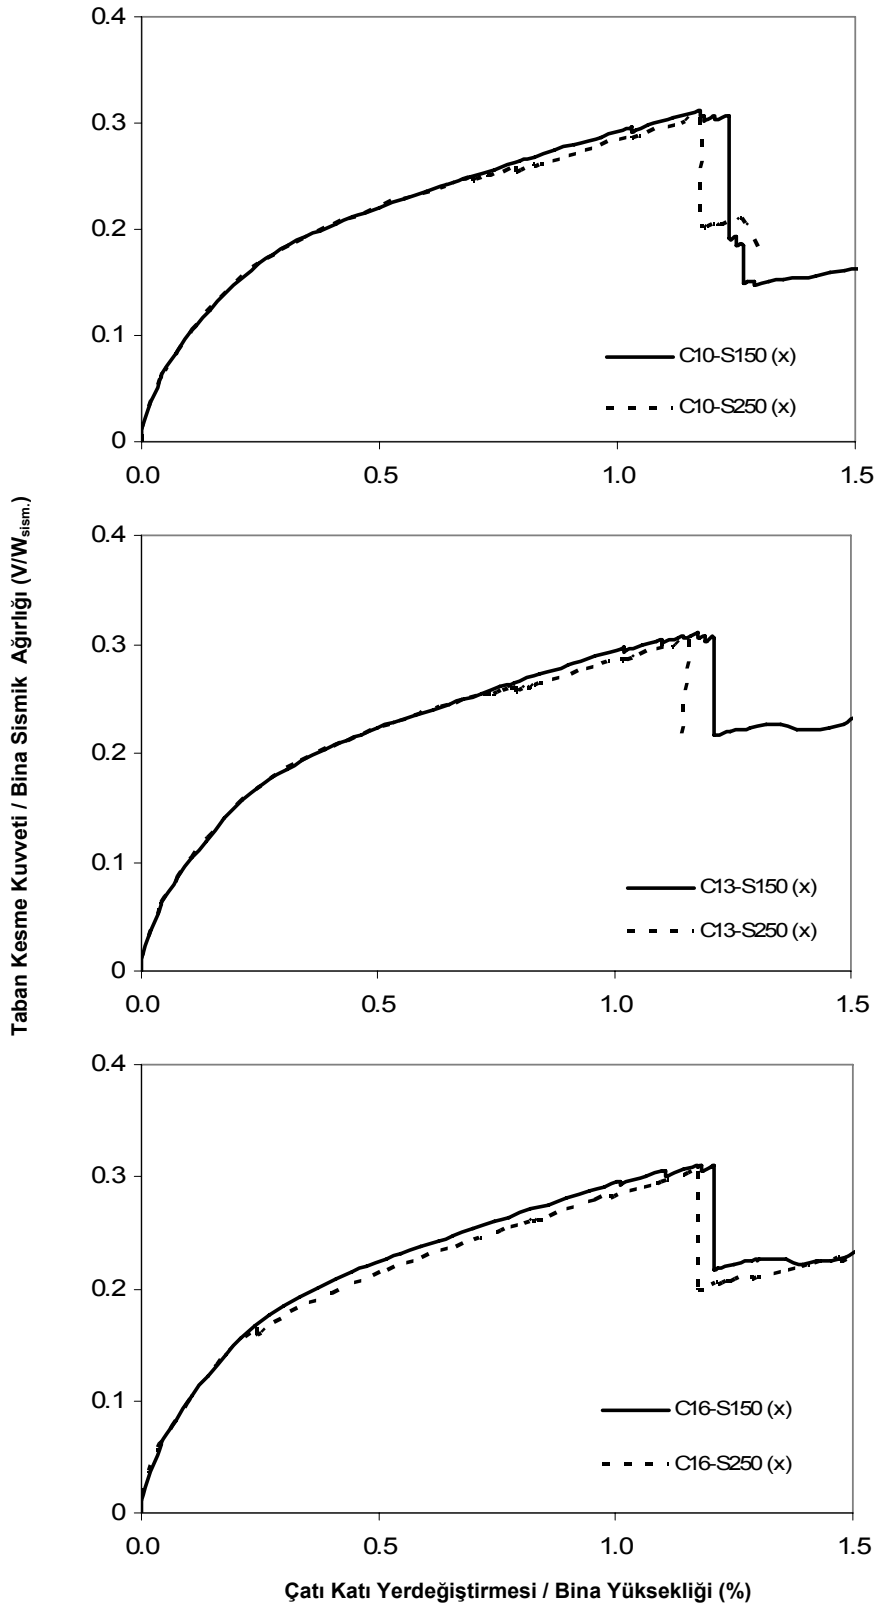 0.4
0.3
0.2
0.1
0
0.0 0.5 1.0 1.5
C10-S150 (x)
C10-S250 (x)
Taban Kesme Kuvveti / Bina Sismik Ağırlığı (V/Wsism.)
0.4
0.3
0.2
0.1
0
0.0 0.5 1.0 1.5
C13-S150 (x)
C13-S250 (x)
0.4
0.3
0.2
0.1
0
0.0 0.5 1.0 1.5
C16-S150 (x)
C16-S250 (x)
Çatı Katı Yerdeğiştirmesi / Bina Yüksekliği (%)